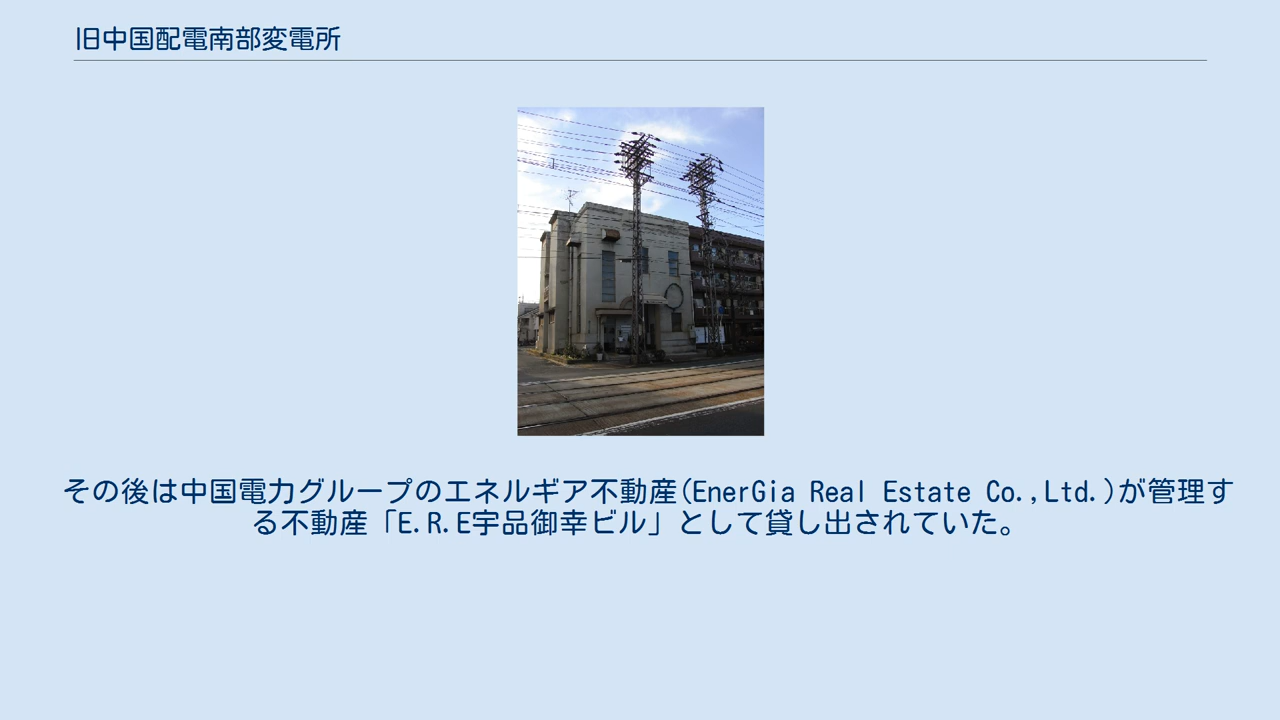 旧中国配電南部変電所
その後は中国電力グループのエネルギア不動産(EnerGia Real Estate Co.,Ltd.)が管理す
る不動産「E.R.E宇品御幸ビル」として貸し出されていた。